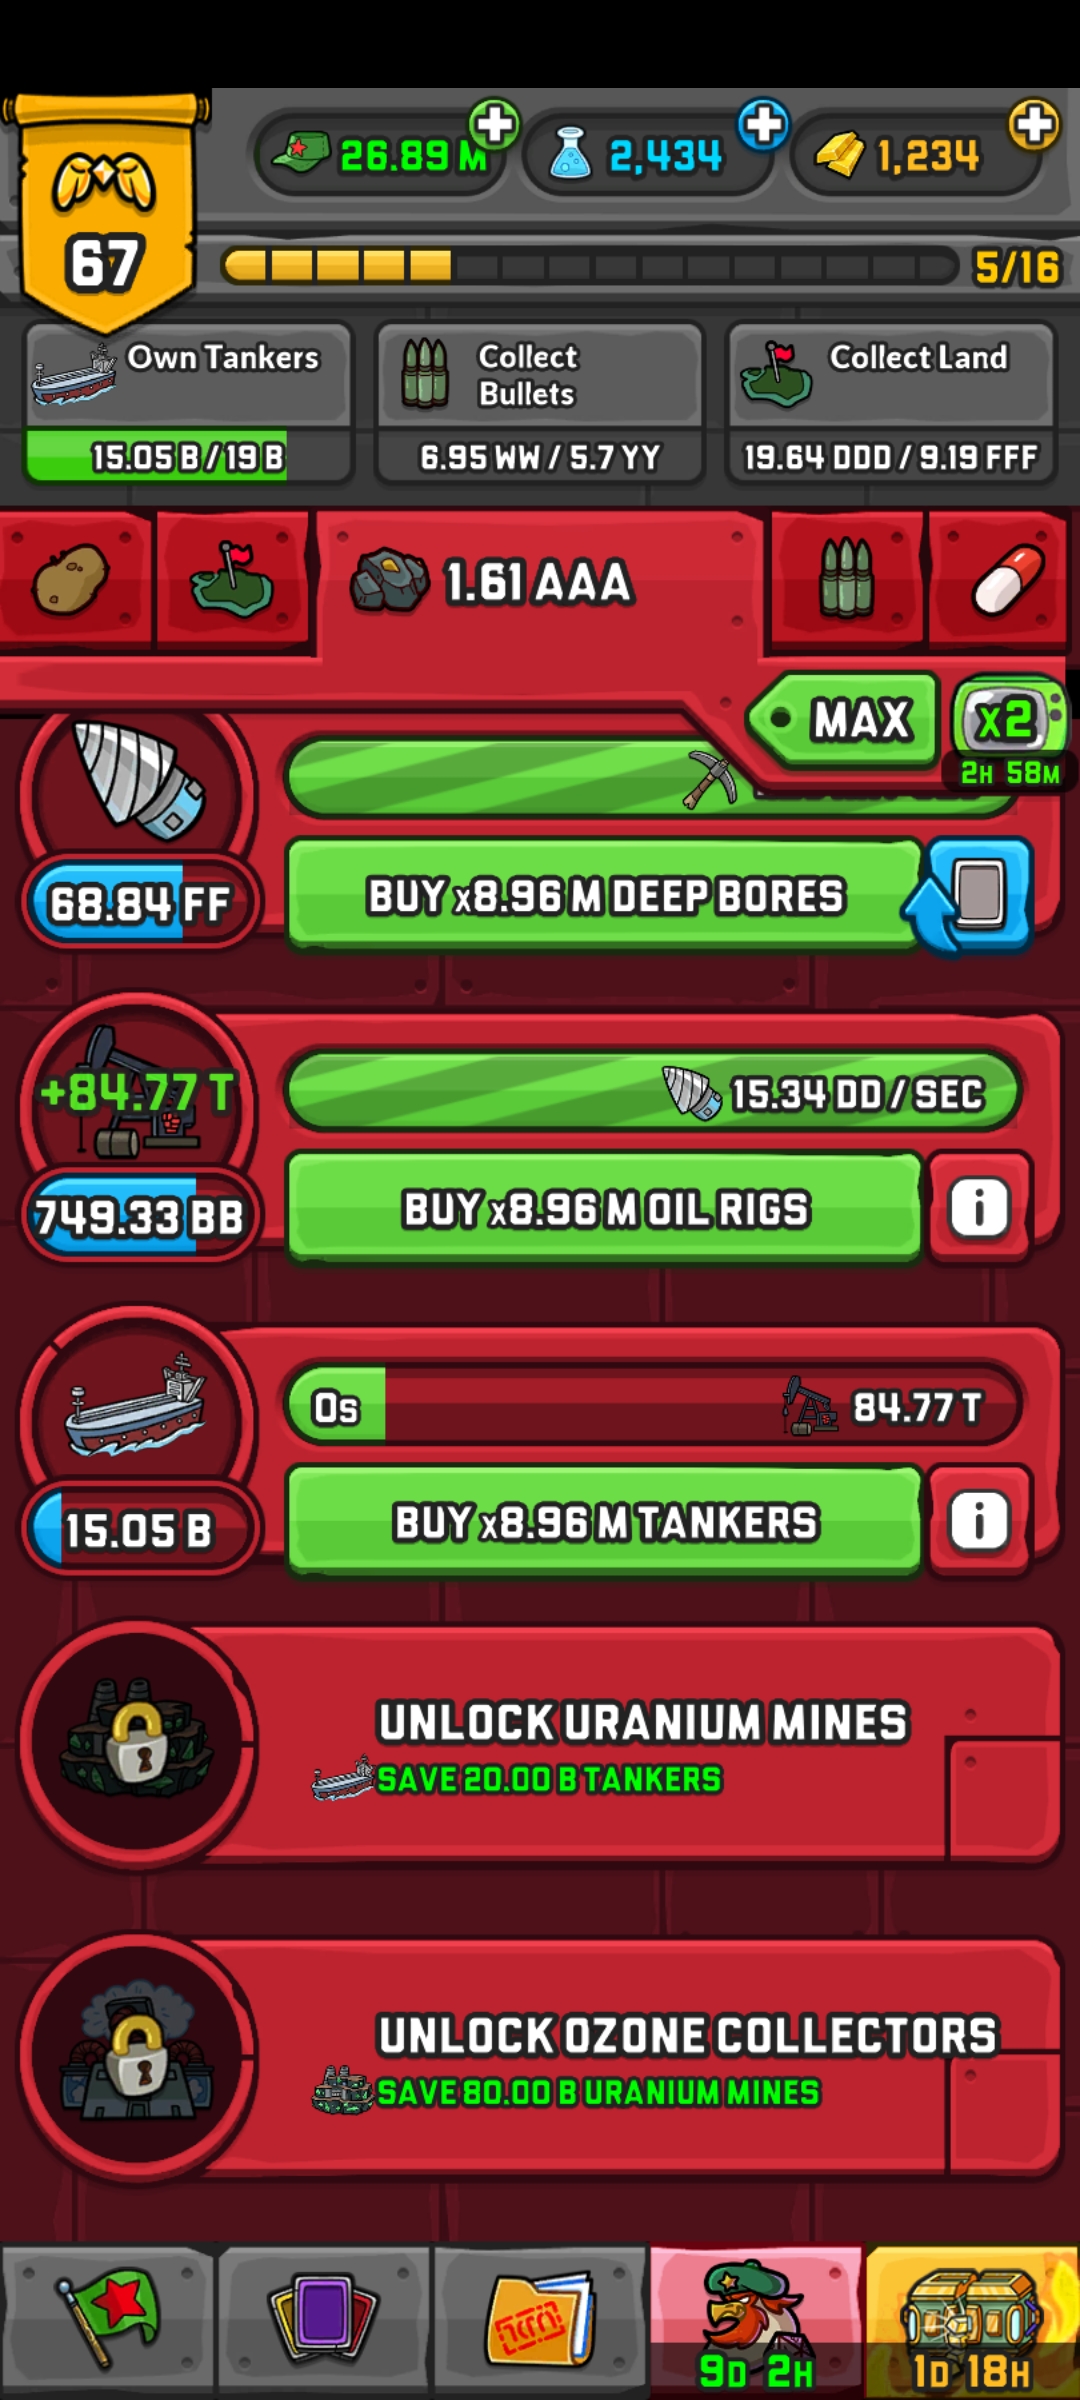 26.89 M
2,434
1,234
67
5/16
Own Tankers
15.05 B / 19 B
Collect
Bullets
6.95 WW / 5.7 YY
Collect Land
19.64 DDD / 9.19 FFF
1.61 AAA
MAX
x2
2H 58M
68.84 FF
BUY x8.96 M DEEP BORES
+84.77 T
15.34 DD / SEC
749.33 BB
BUY x8.96 M OIL RIGS
i
0s
84.77 T
15.05 B
BUY x8.96 M TANKERS
i
UNLOCK URANIUM MINES
SAVE 20.00 B TANKERS
UNLOCK OZONE COLLECTORS
SAVE 80.00 B URANIUM MINES
9D 2H
1D 18H